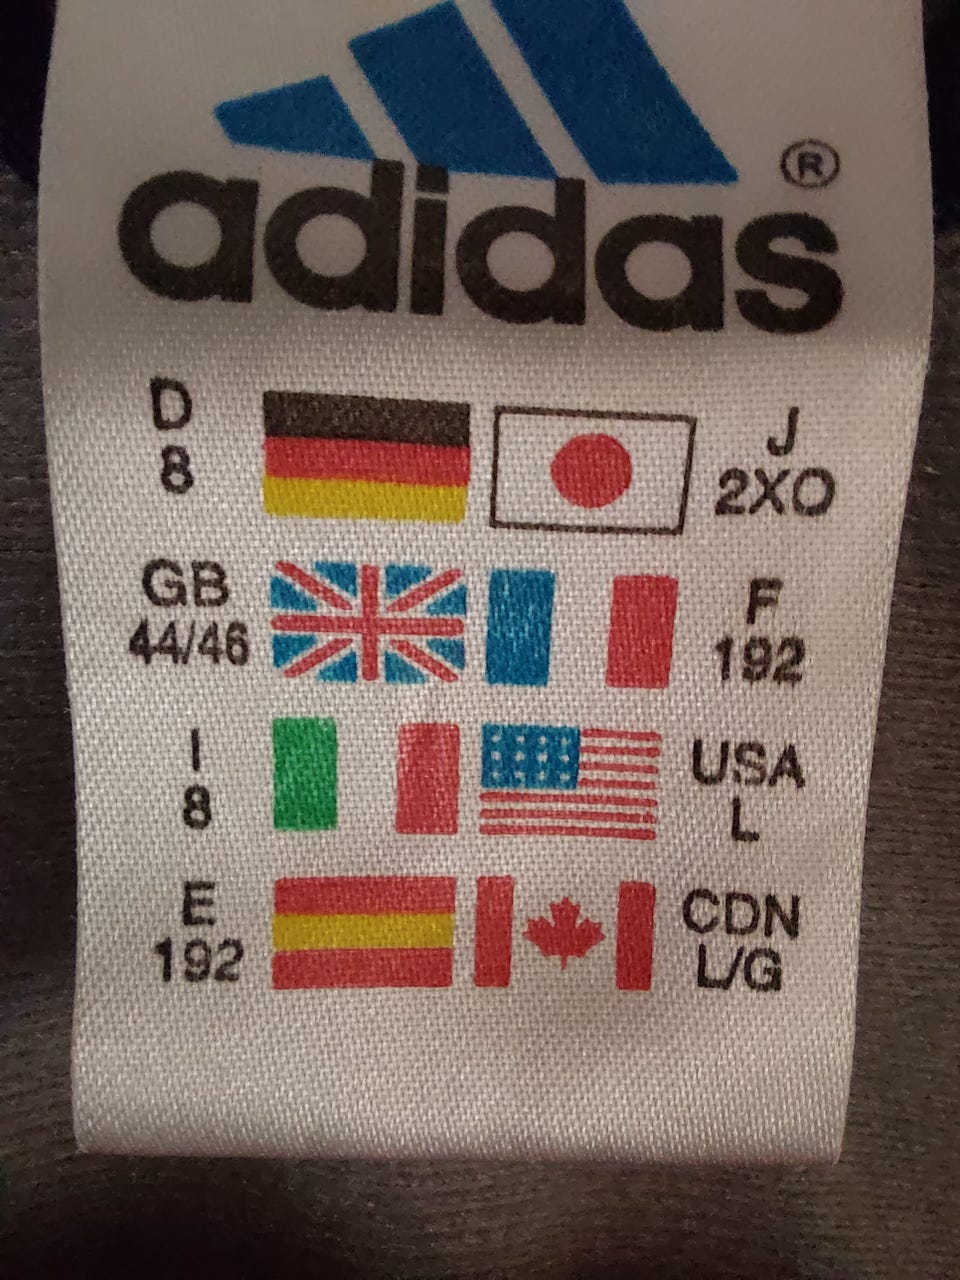 adidas ®
D
8
J
2XO
GB
44/46
F
192
I
8
USA
L
E
192
CDN
L/G